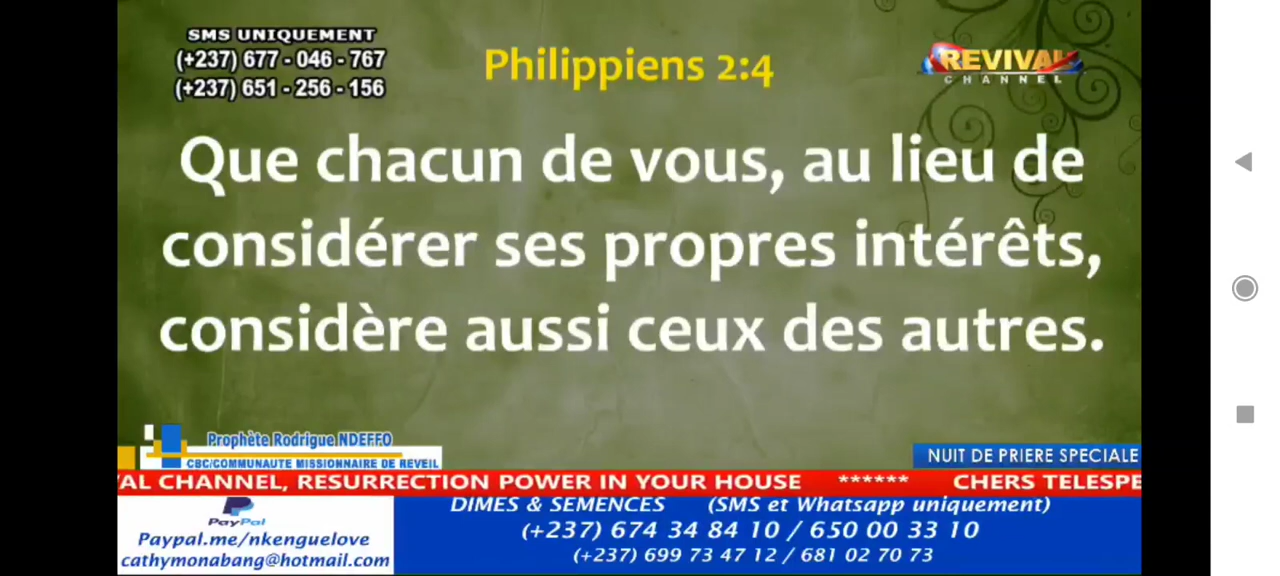 SMS UNIQUEMENT
(+237) 677 - 046 - 767
(+237) 651 - 256 - 156
Philippiens 2:4
REVIVAL
CHANNEL
Que chacun de vous, au lieu de
considérer ses propres intérêts,
considère aussi ceux des autres.
Prophète Rodrigue NDEFFO
CBC/COMMUNAUTE MISSIONNAIRE DE REVEIL
NUIT DE PRIERE SPECIALE
VAL CHANNEL, RESURRECTION POWER IN YOUR HOUSE ****** CHERS TELESPE
PayPal
Paypal.me/nkenguelove
cathymonabang@hotmail.com
DIMES & SEMENCES (SMS et Whatsapp uniquement)
(+237) 674 34 84 10 / 650 00 33 10
(+237) 699 73 47 12 / 681 02 70 73